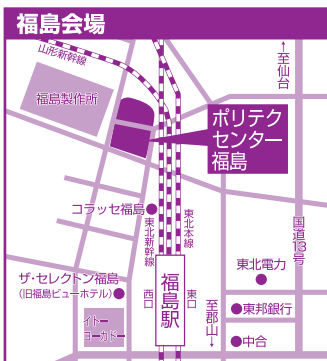 福島会場
山形新幹線
↑至仙台
福島製作所
ポリテク
センター
福島
コラッセ福島
東北新幹線
東北本線
国道13号
東北電力
ザ・セレクトン福島
(旧福島ビューホテル)
西口
福島駅
東口
至郡山↓
東邦銀行
イトー
ヨーカドー
中合